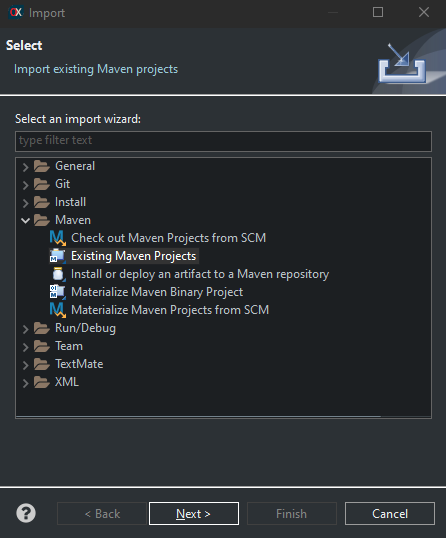 Import
Select
Import existing Maven projects
Select an import wizard:
type filter text
General
Git
Install
Maven
Check out Maven Projects from SCM
Existing Maven Projects
Install or deploy an artifact to a Maven repository
Materialize Maven Binary Project
Materialize Maven Projects from SCM
Run/Debug
Team
TextMate
XML
? < Back Next > Finish Cancel